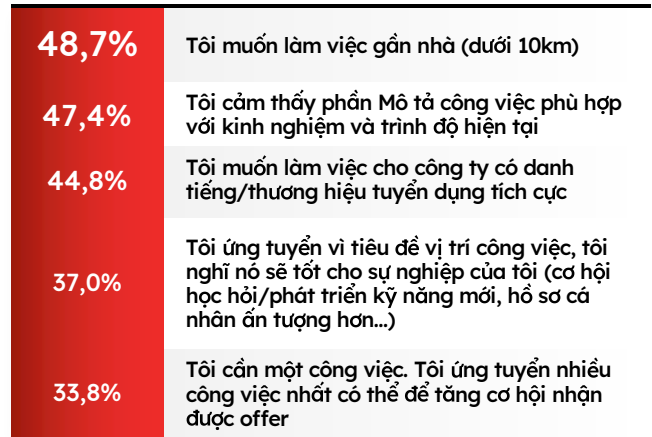 48,7%
Tôi muốn làm việc gần nhà (dưới 10km)
47,4%
Tôi cảm thấy phần Mô tả công việc phù hợp
với kinh nghiệm và trình độ hiện tại
44,8%
Tôi muốn làm việc cho công ty có danh
tiếng/thương hiệu tuyển dụng tích cực
37,0%
Tôi ứng tuyển vì tiêu đề vị trí công việc, tôi
nghĩ nó sẽ tốt cho sự nghiệp của tôi (cơ hội
học hỏi/phát triển kỹ năng mới, hồ sơ cá
nhân ấn tượng hơn...)
33,8%
Tôi cần một công việc. Tôi ứng tuyển nhiều
công việc nhất có thể để tăng cơ hội nhận
được offer